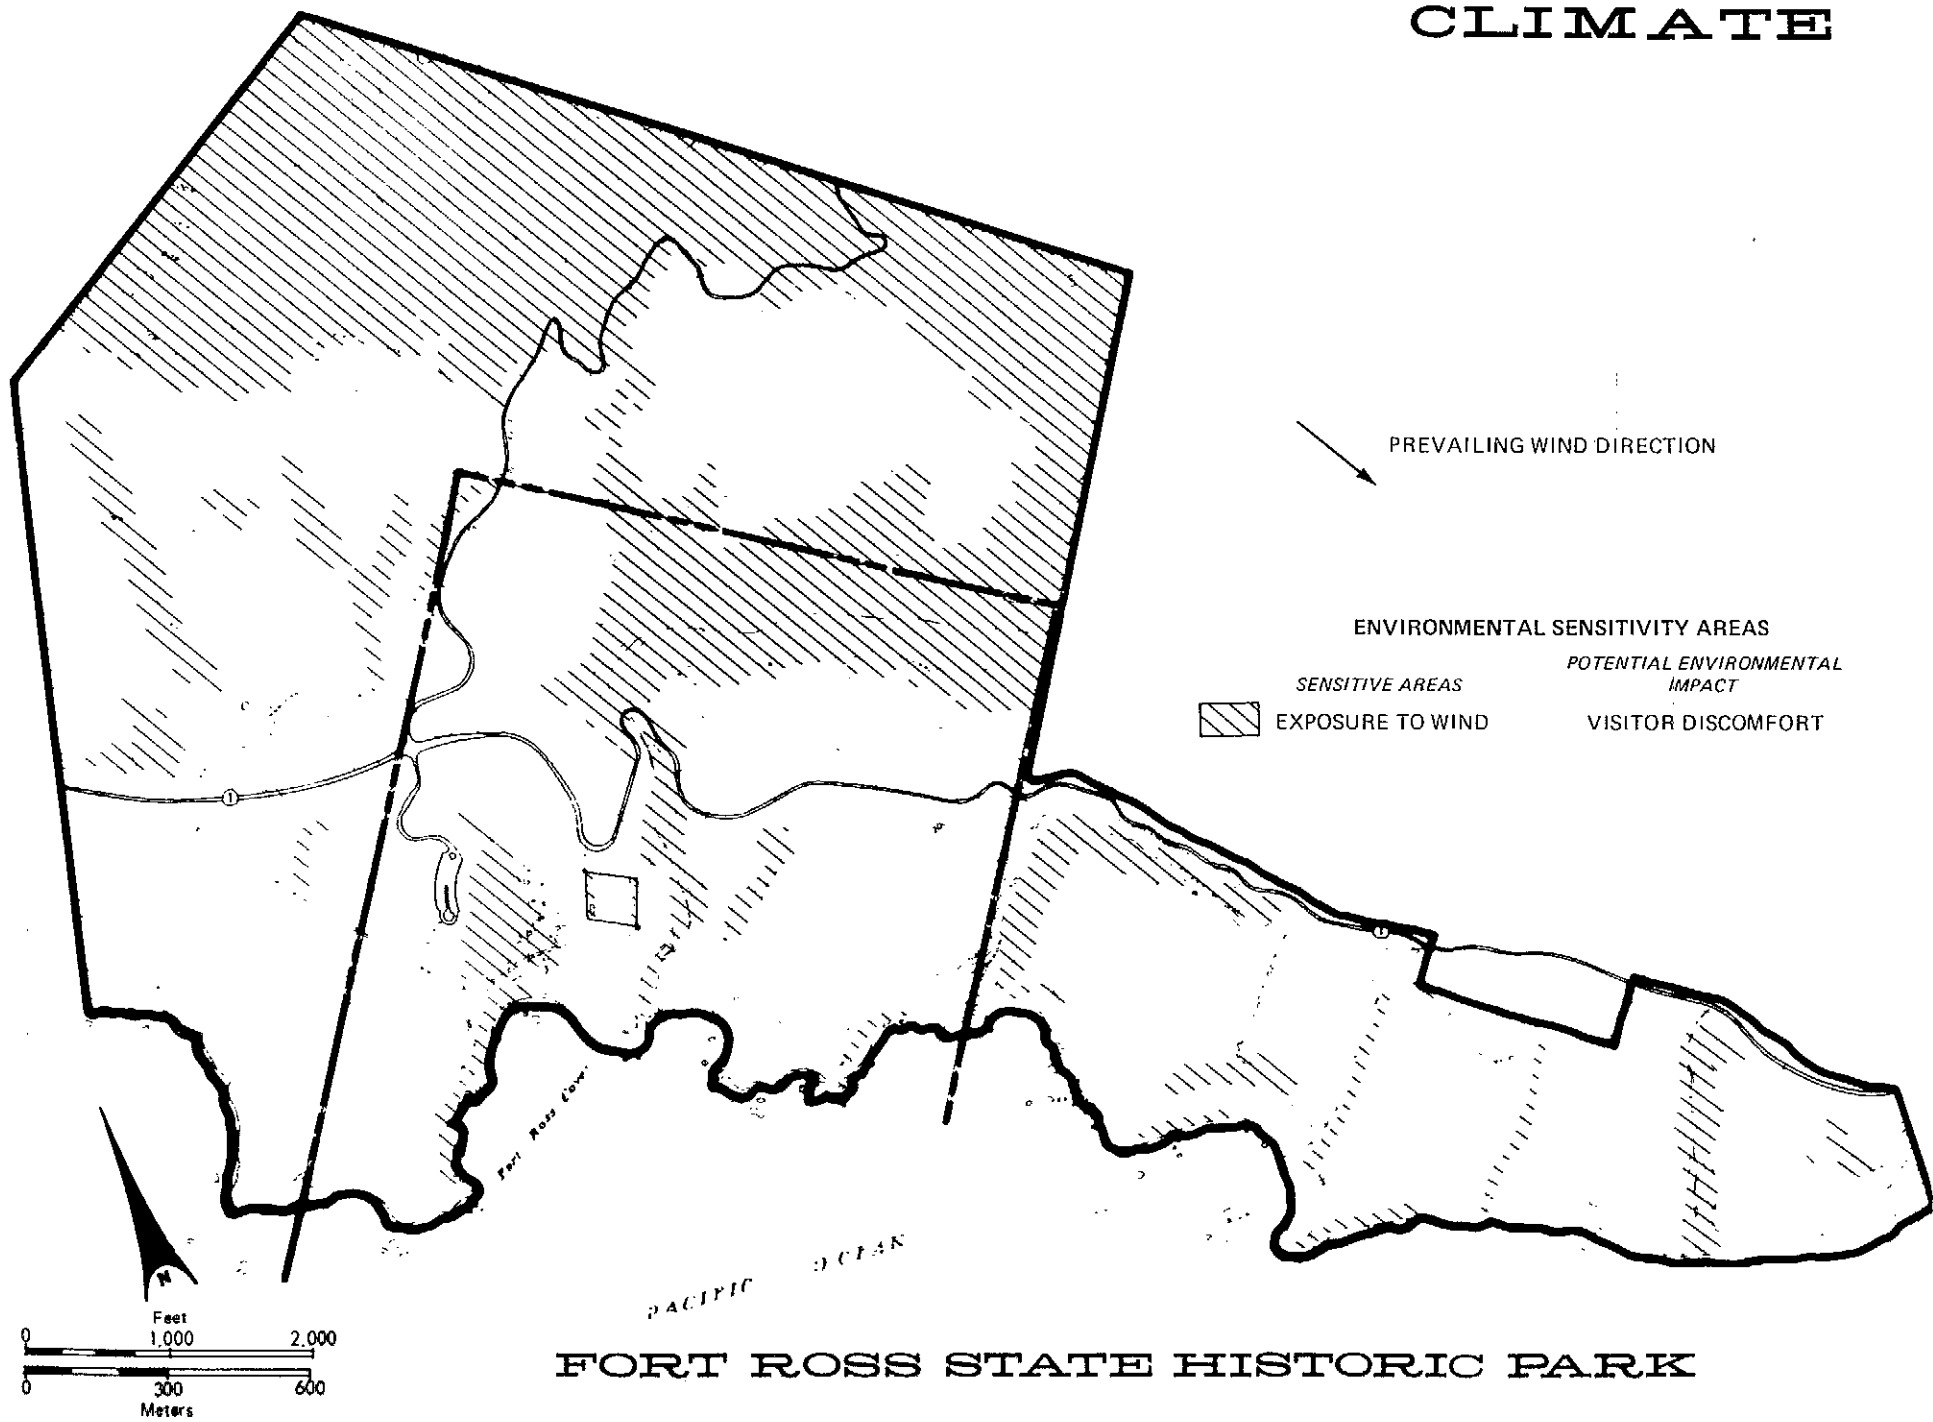 CLIMATE
PREVAILING WIND DIRECTION
ENVIRONMENTAL SENSITIVITY AREAS
SENSITIVE AREAS
POTENTIAL ENVIRONMENTAL
IMPACT
EXPOSURE TO WIND
VISITOR DISCOMFORT
1
1
Fort Ross Cove
PACIFIC OCEAN
N
Feet
0 1,000 2,000
0 300 600
Meters
FORT ROSS STATE HISTORIC PARK